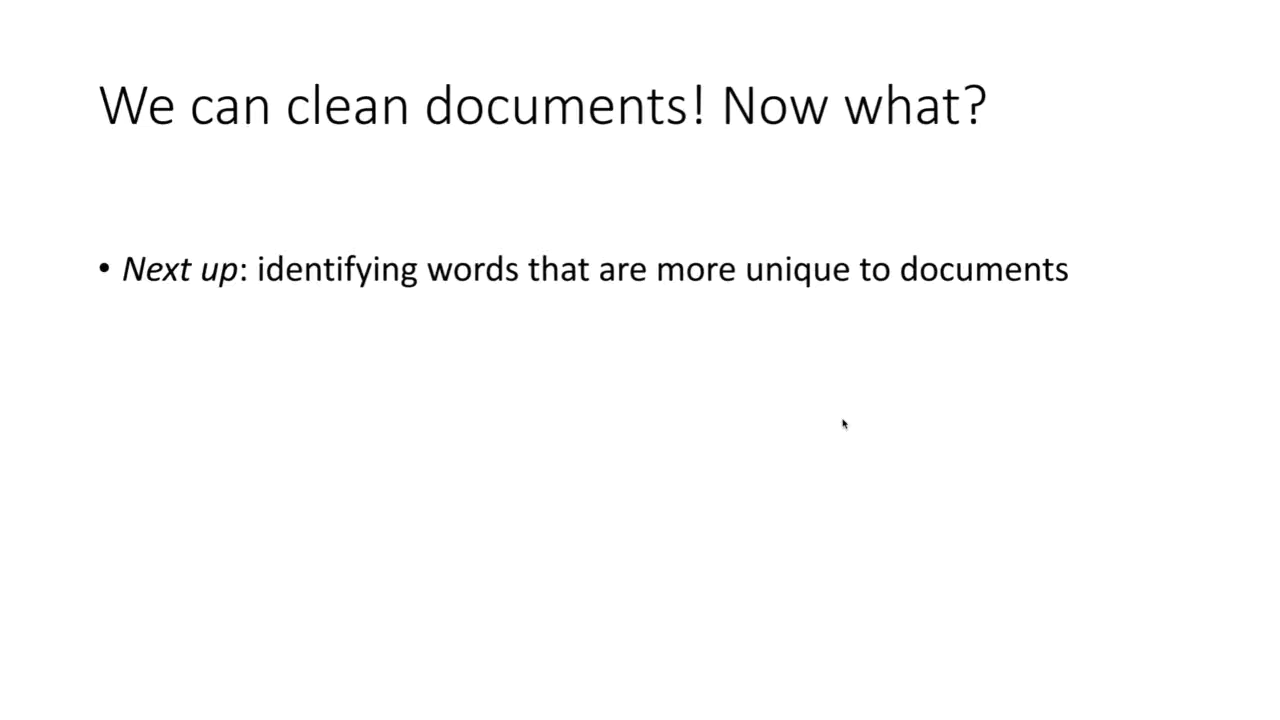 We can clean documents! Now what?
• Next up: identifying words that are more unique to documents